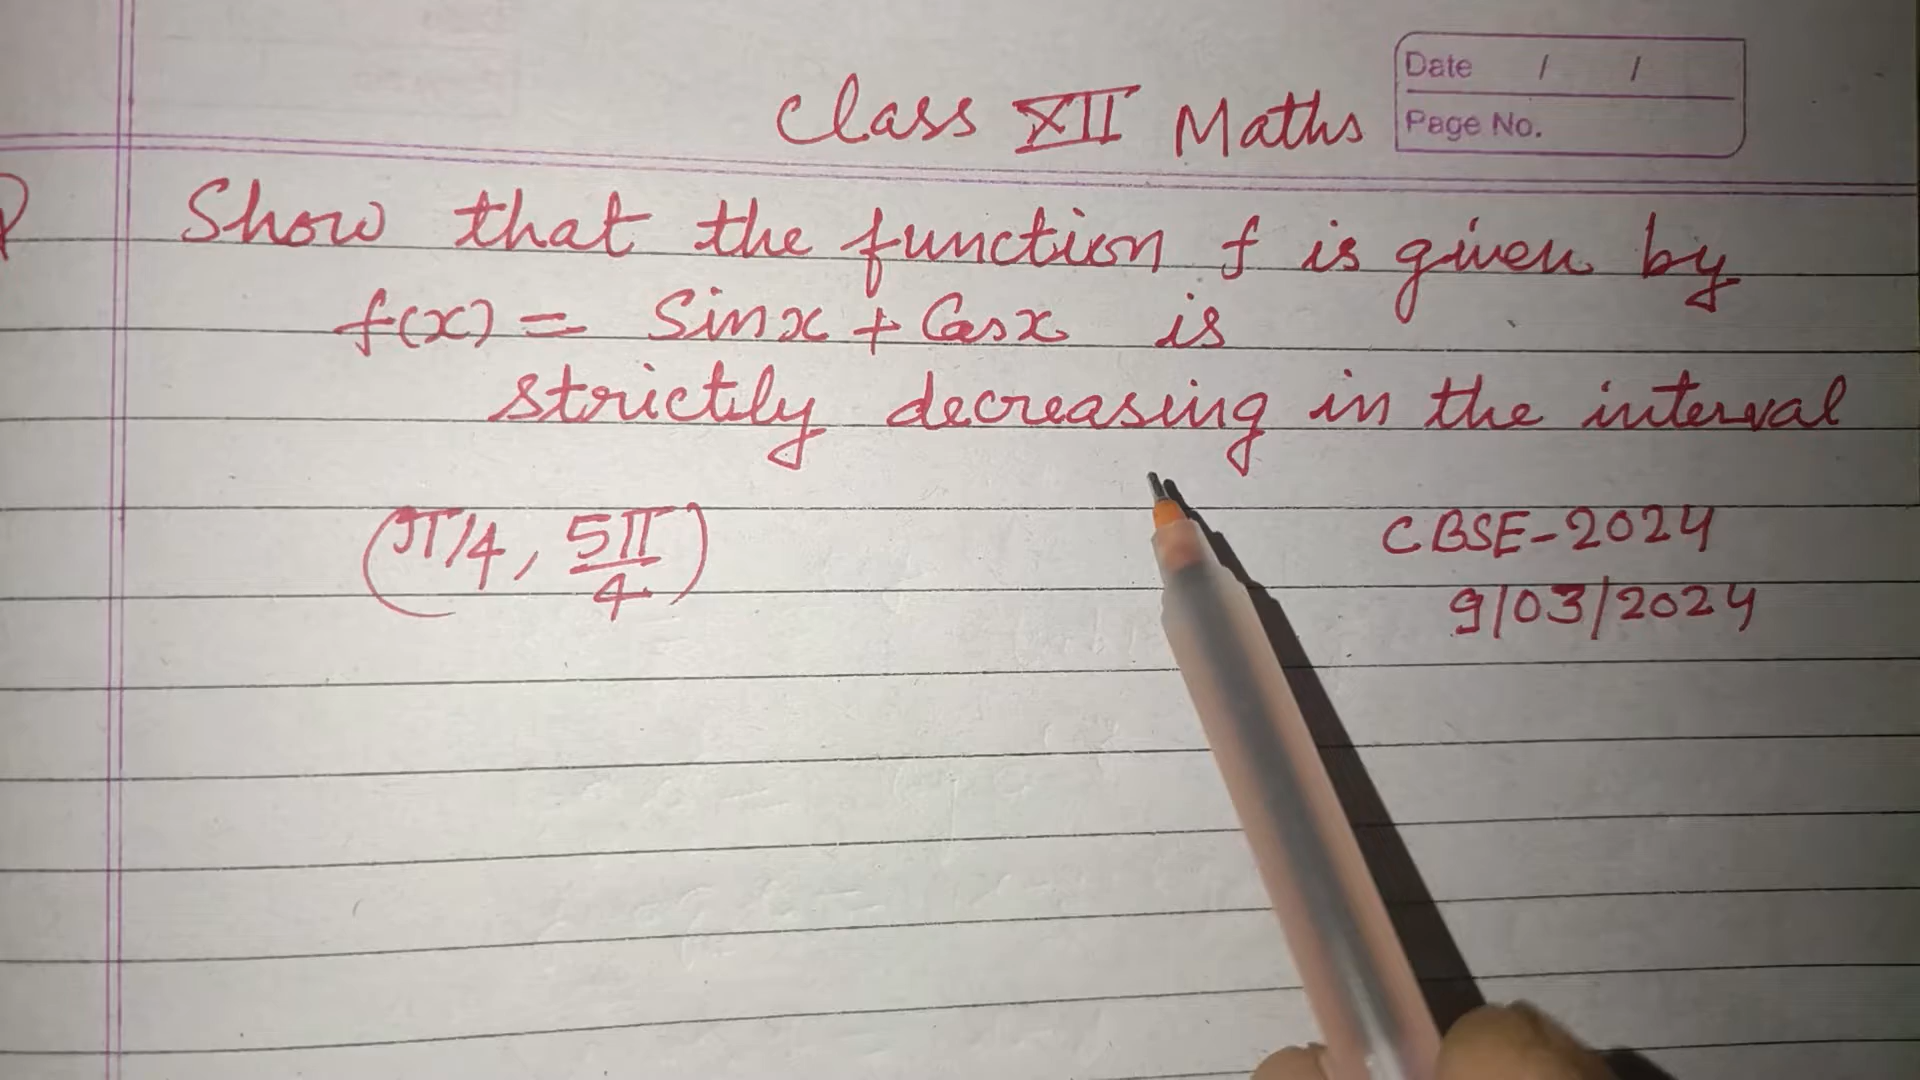 Class XII Maths
Date / /
Page No.
Show that the function f is given by
f(x) = Sinx + Cosx is
strictly decreasing in the interval
(π/4, 5π/4)
CBSE-2024
9/03/2024